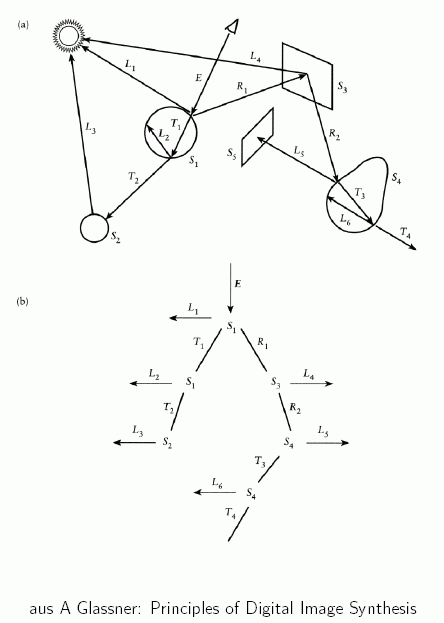 (a)
L₄
L₁
E
R₁
S₃
T₁
L₂
L₃
S₁
S₅
L₅
R₂
T₂
S₄
T₃
L₆
S₂
T₄
(b)
E
L₁
S₁
T₁
R₁
L₂
S₁
S₃
L₄
T₂
R₂
L₃
S₂
S₄
L₅
T₃
L₆
S₄
T₄
aus A Glassner: Principles of Digital Image Synthesis